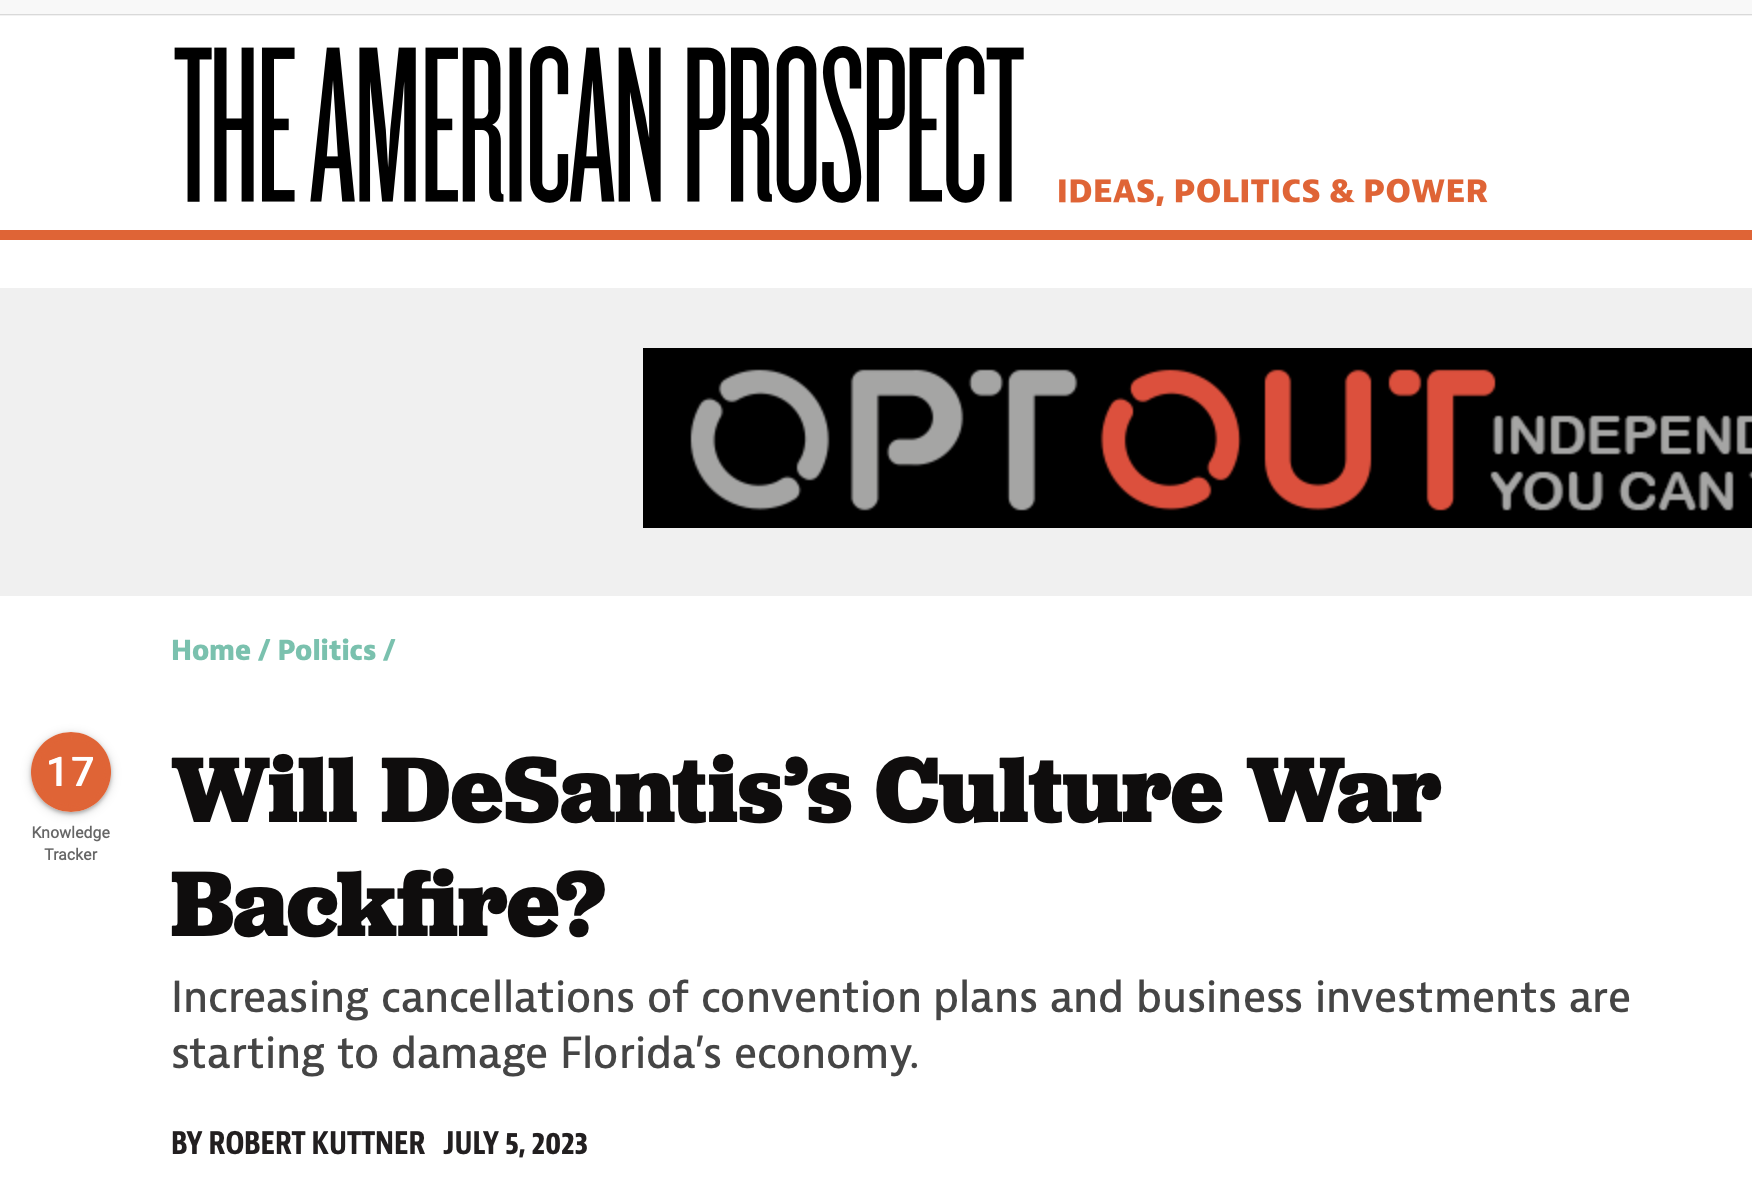 THE AMERICAN PROSPECT
IDEAS, POLITICS & POWER
OPT OUT
INDEPEND
YOU CAN
Home / Politics /
17
Knowledge
Tracker
Will DeSantis’s Culture War
Backfire?
Increasing cancellations of convention plans and business investments are
starting to damage Florida’s economy.
BY ROBERT KUTTNER JULY 5, 2023